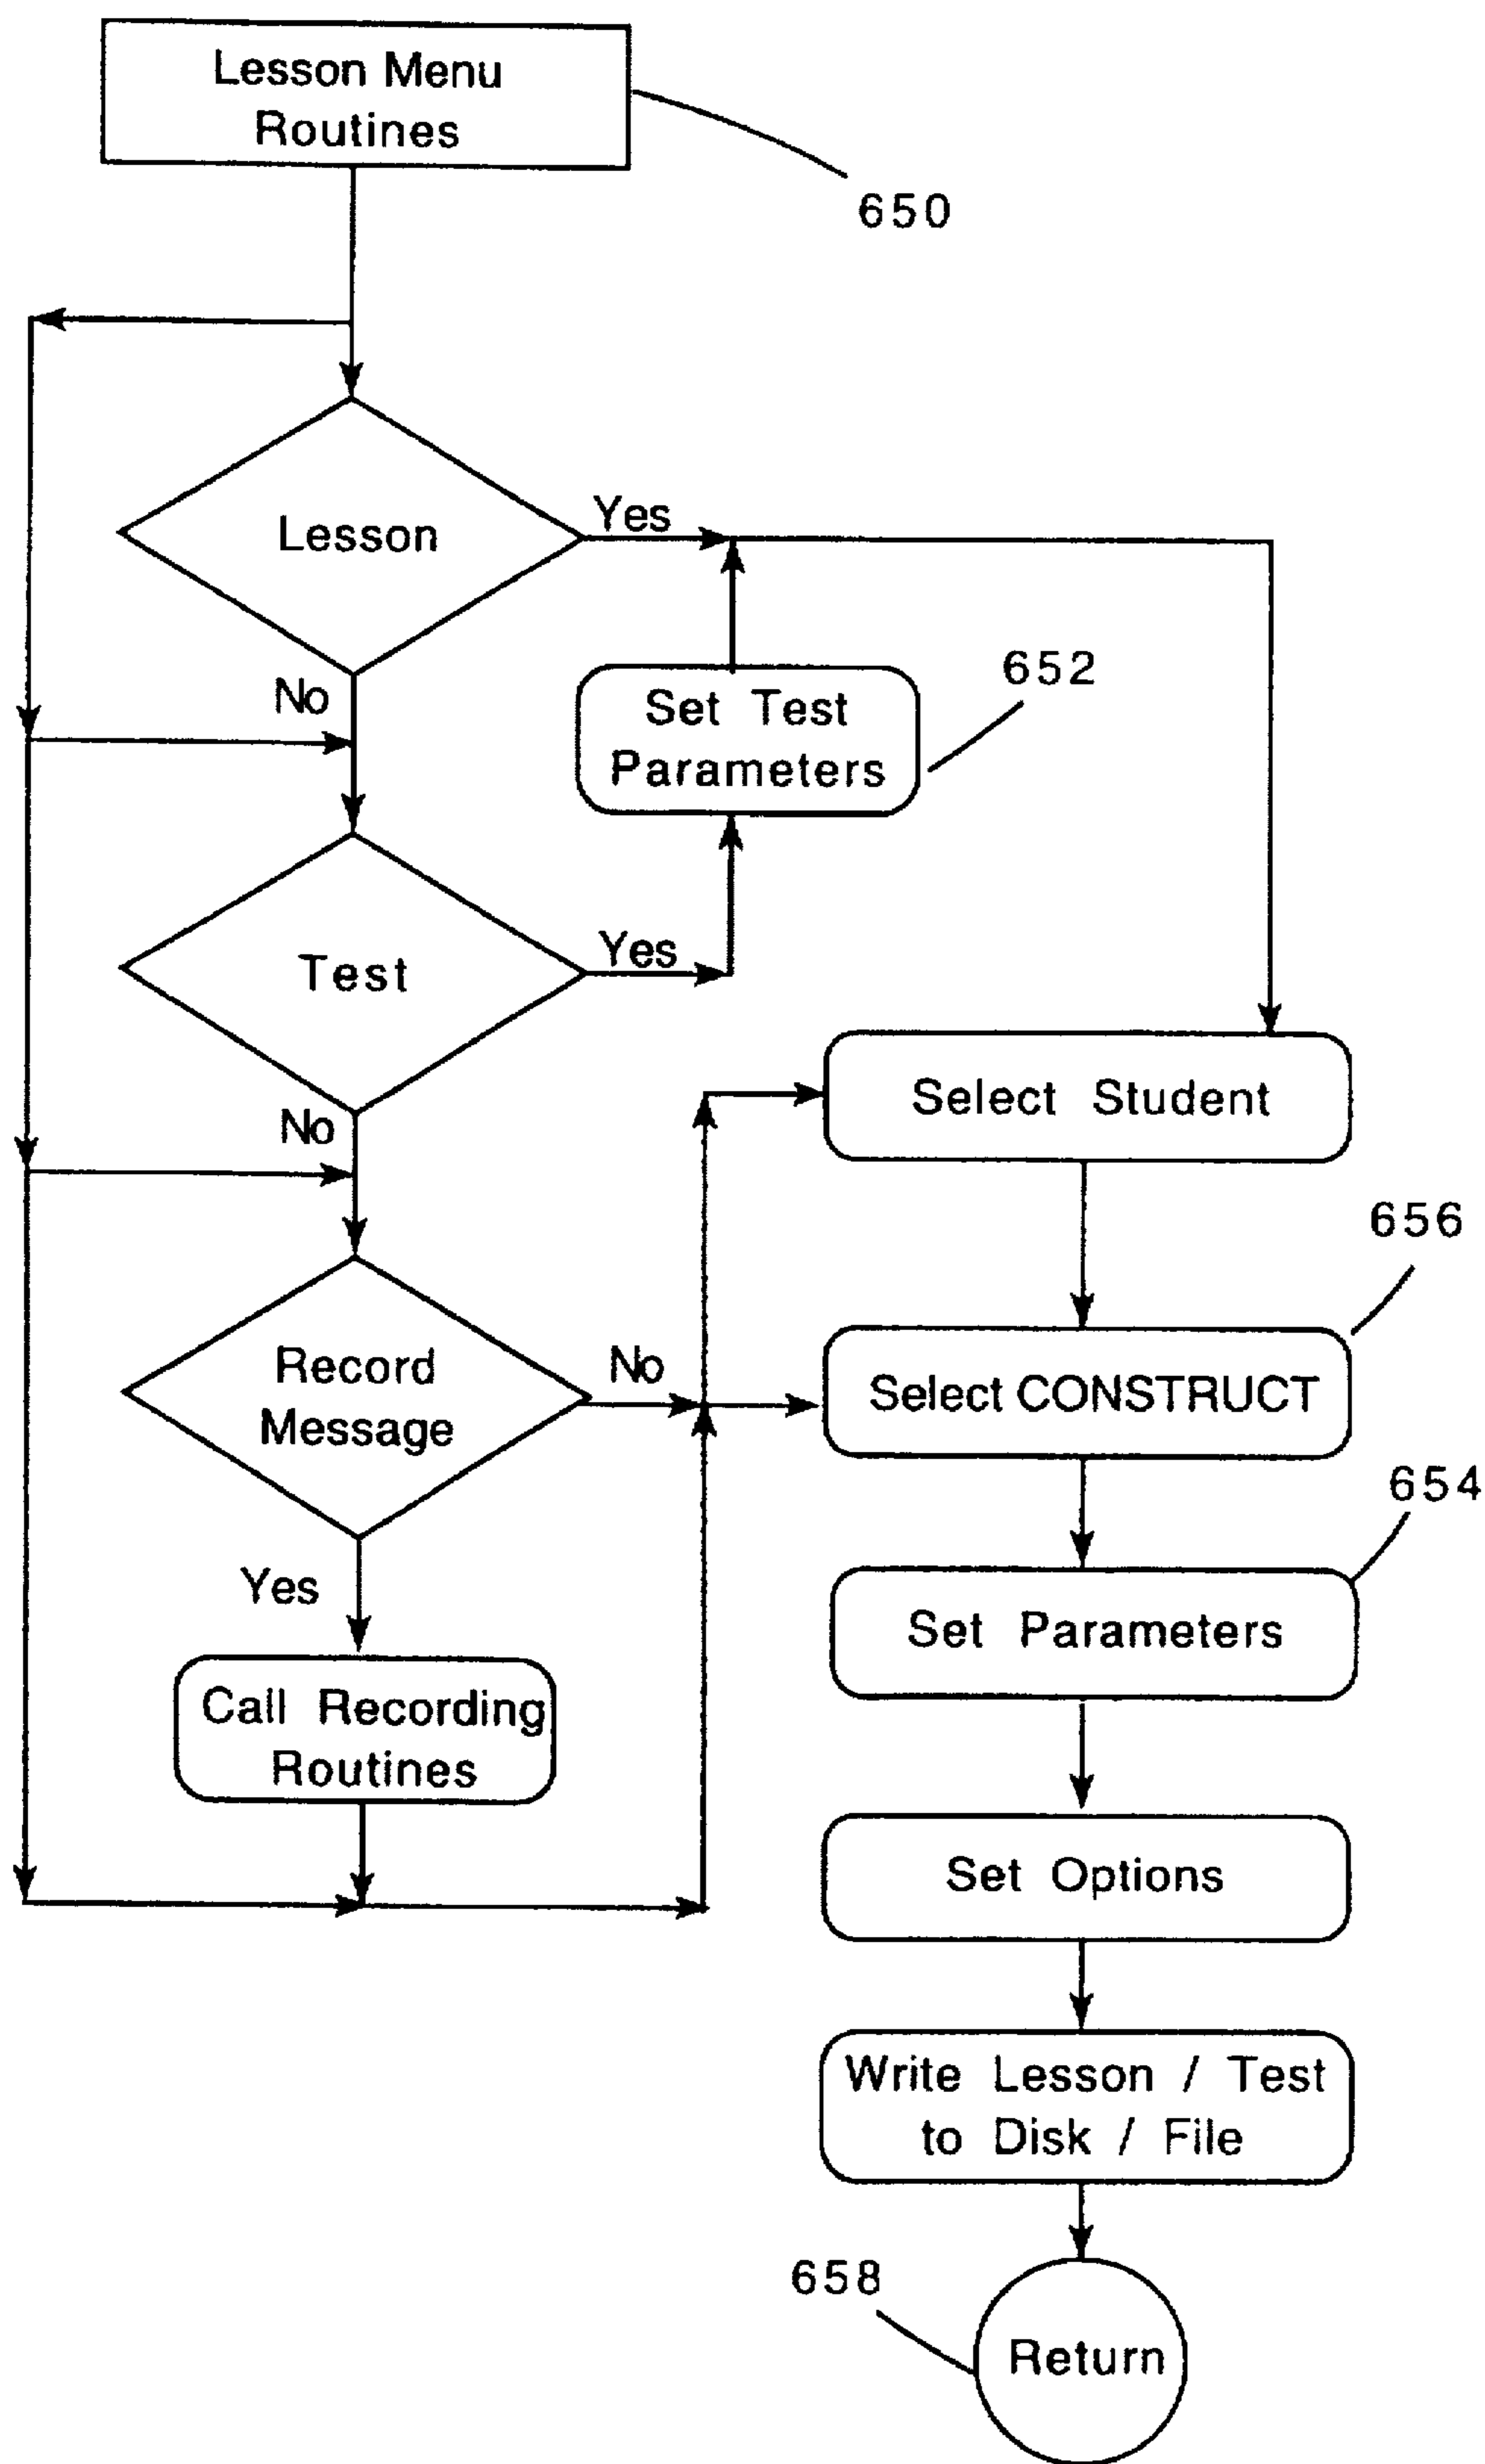 Lesson Menu
Routines
650
Lesson
Yes
No
Set Test
Parameters
652
Test
Yes
No
Select Student
656
Record
Message
No
Select CONSTRUCT
654
Yes
Set Parameters
Call Recording
Routines
Set Options
Write Lesson / Test
to Disk / File
658
Return